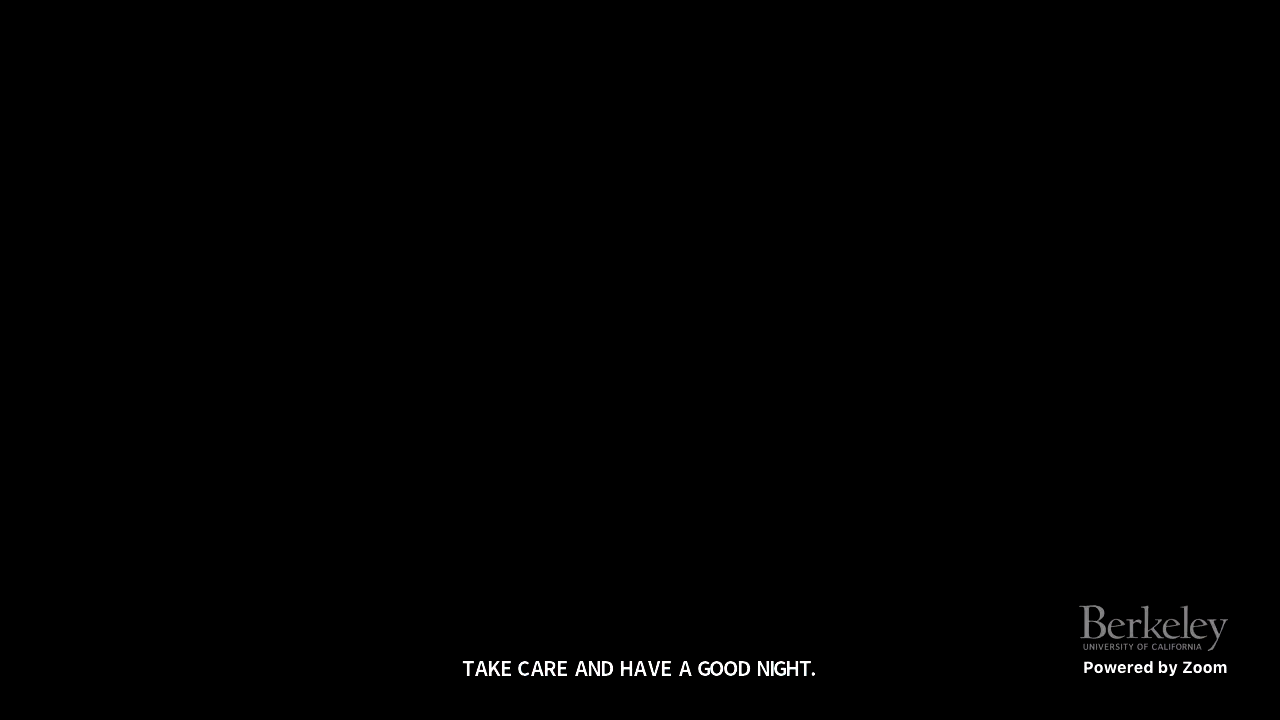 Berkeley
UNIVERSITY OF CALIFORNIA
TAKE CARE AND HAVE A GOOD NIGHT.
Powered by Zoom